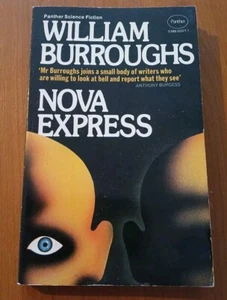 Panther Science Fiction
Panther
WILLIAM
BURROUGHS
'Mr Burroughs joins a small body of writers who
are willing to look at hell and report what they see'
ANTHONY BURGESS
NOVA
EXPRESS